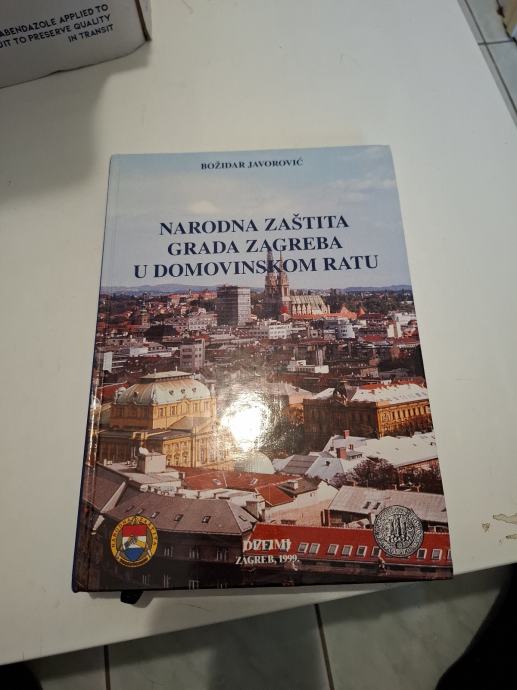 ABENDAZOLE APPLIED TO
UIT TO PRESERVE QUALITY
IN TRANSIT
BOŽIDAR JAVOROVIĆ
NARODNA ZAŠTITA
GRADA ZAGREBA
U DOMOVINSKOM RATU
DEFIMI
ZAGREB, 1999.